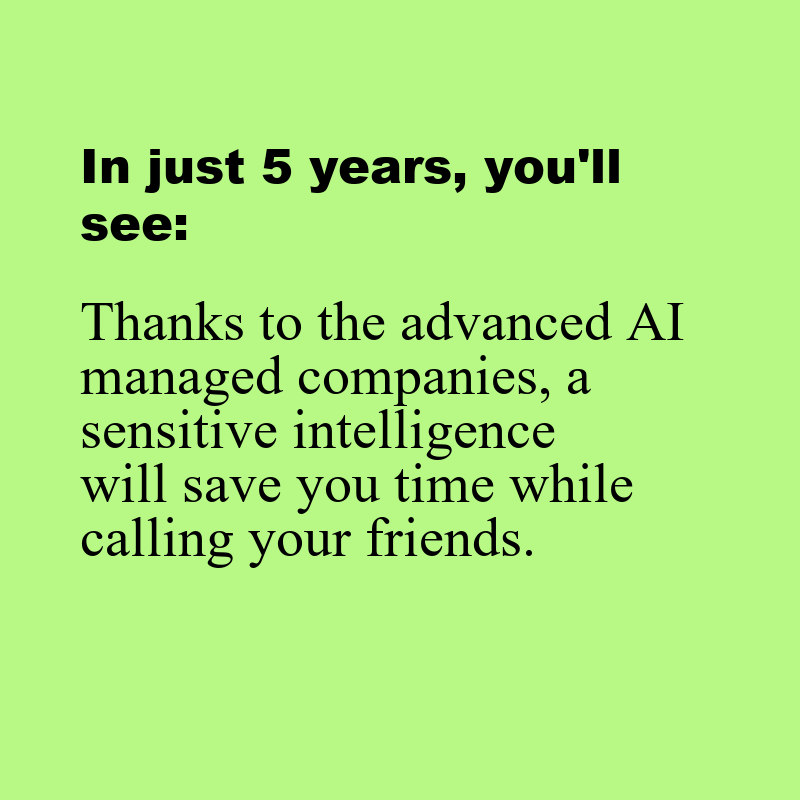 In just 5 years, you'll
see:
Thanks to the advanced AI
managed companies, a
sensitive intelligence
will save you time while
calling your friends.